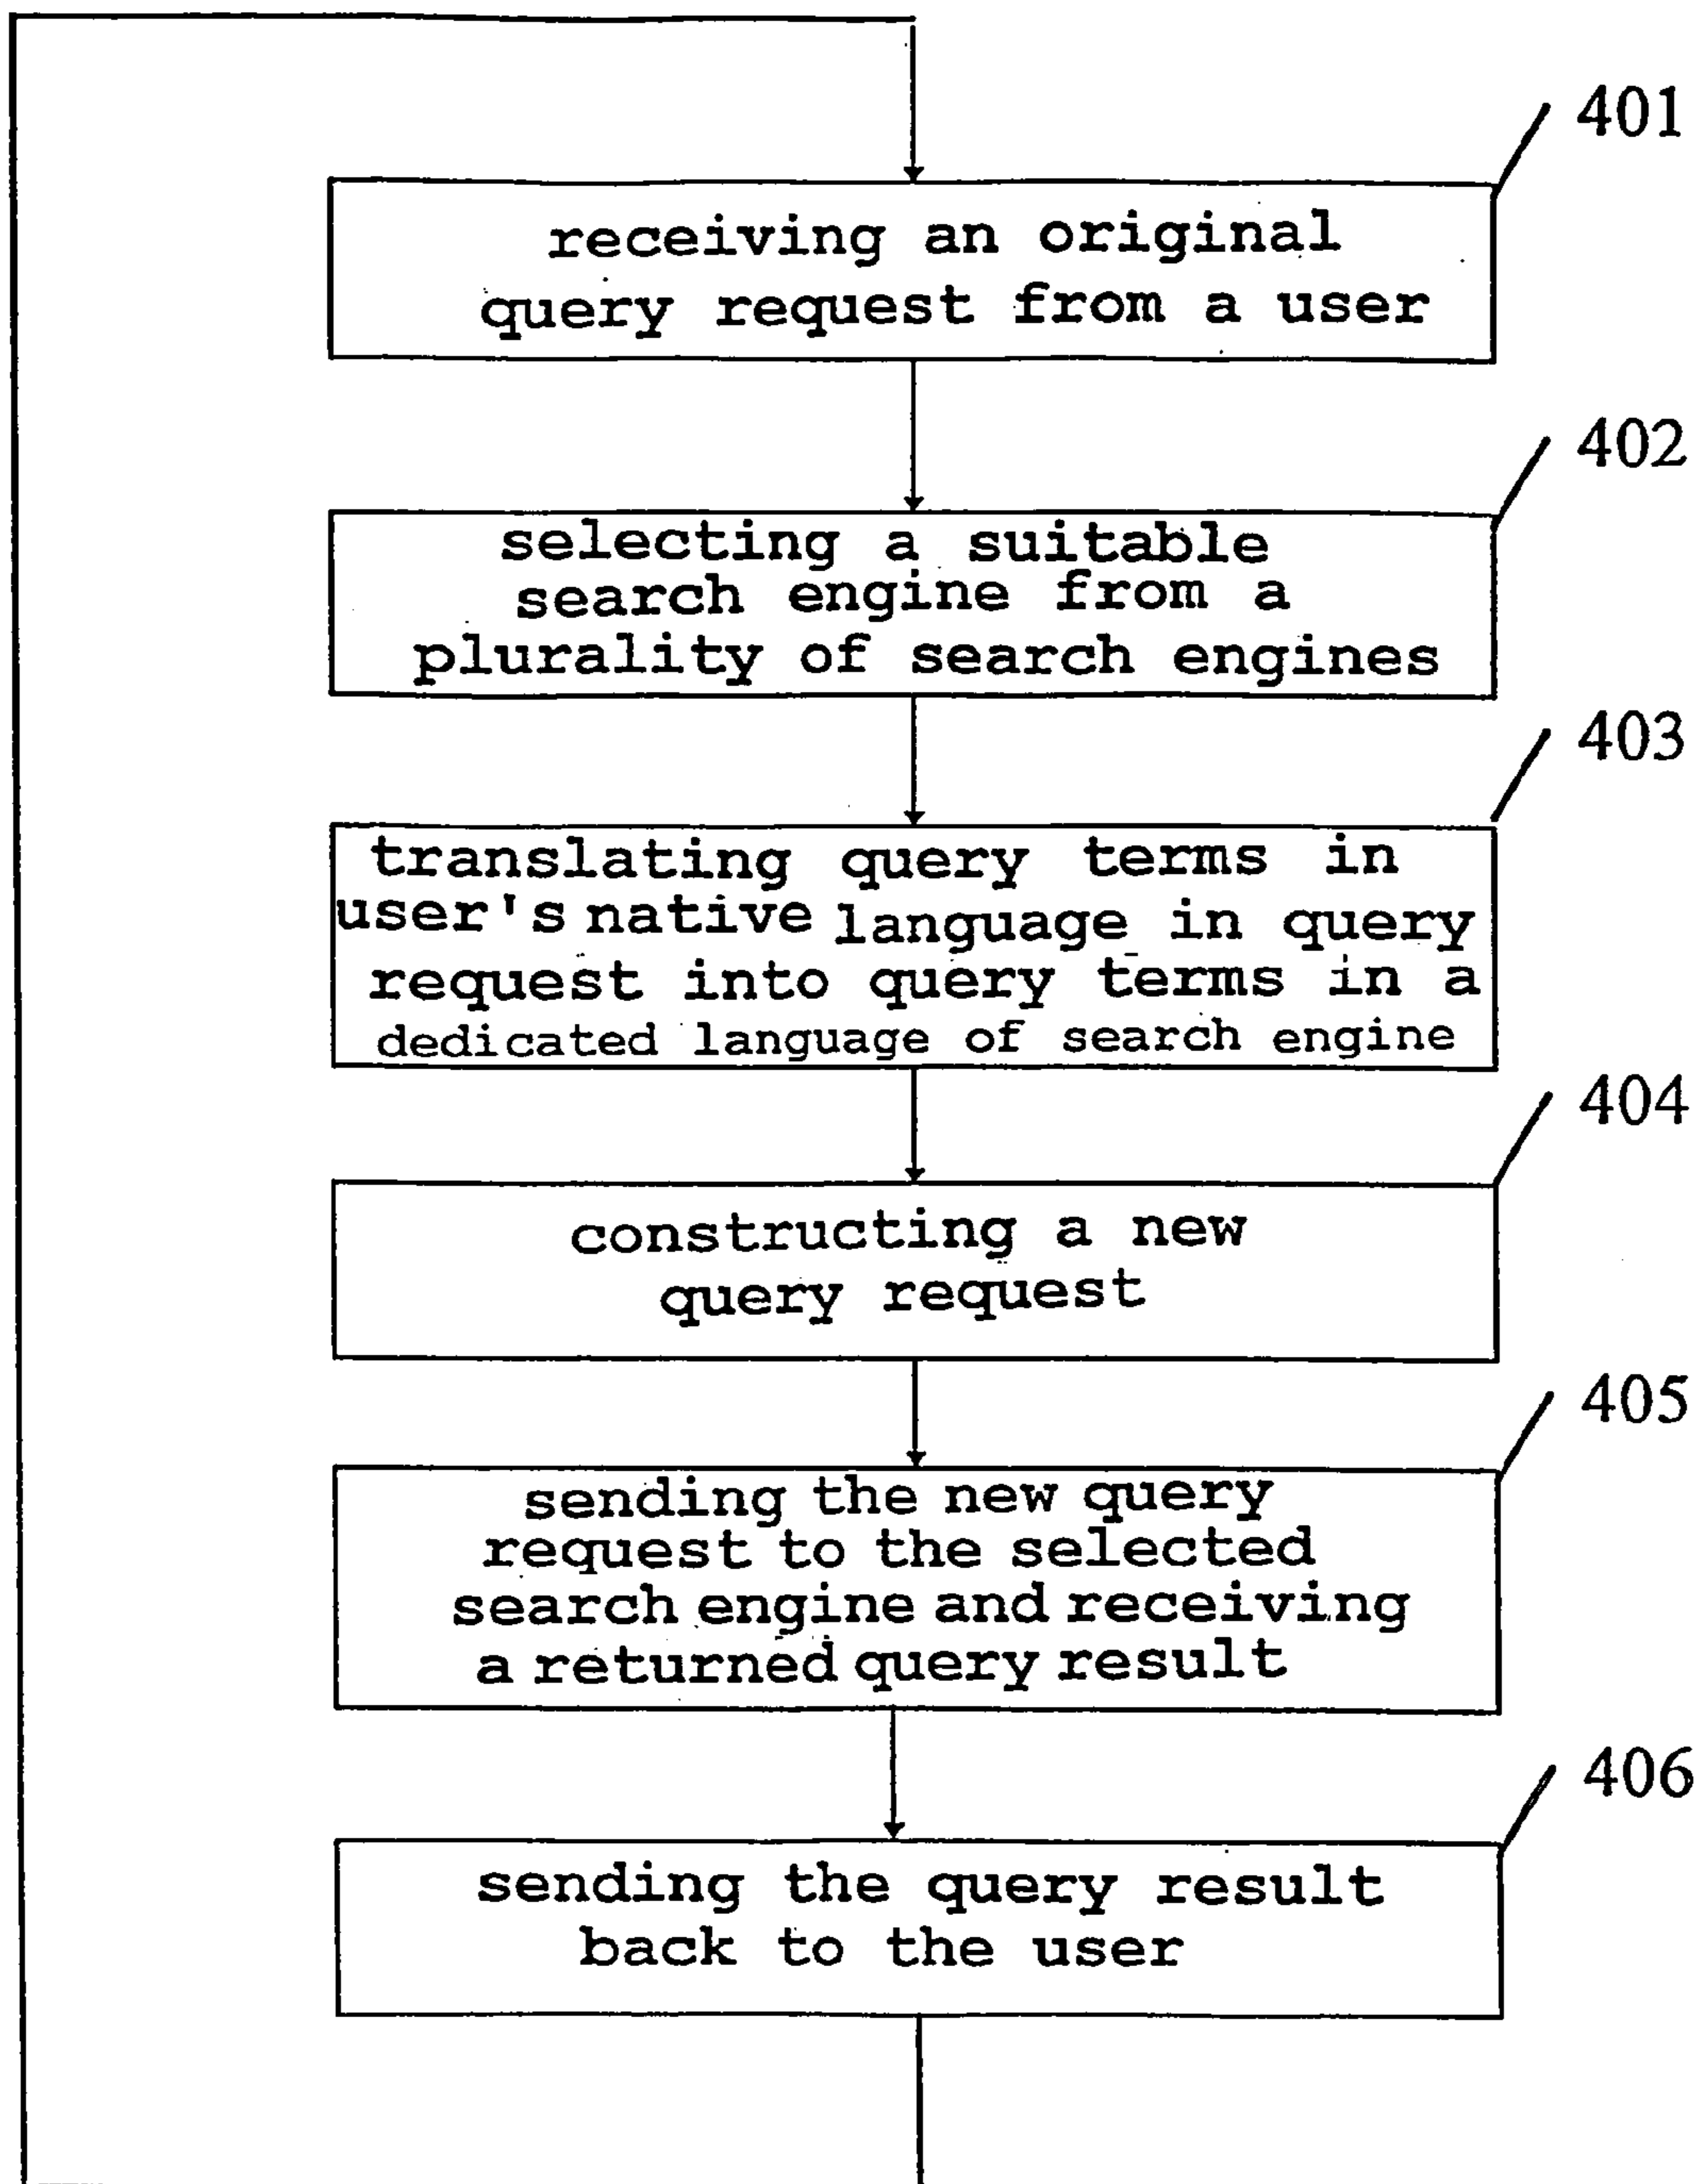 401
receiving an original
query request from a user
402
selecting a suitable
search engine from a
plurality of search engines
403
translating query terms in
user's native language in query
request into query terms in a
dedicated language of search engine
404
constructing a new
query request
405
sending the new query
request to the selected
search engine and receiving
a returned query result
406
sending the query result
back to the user